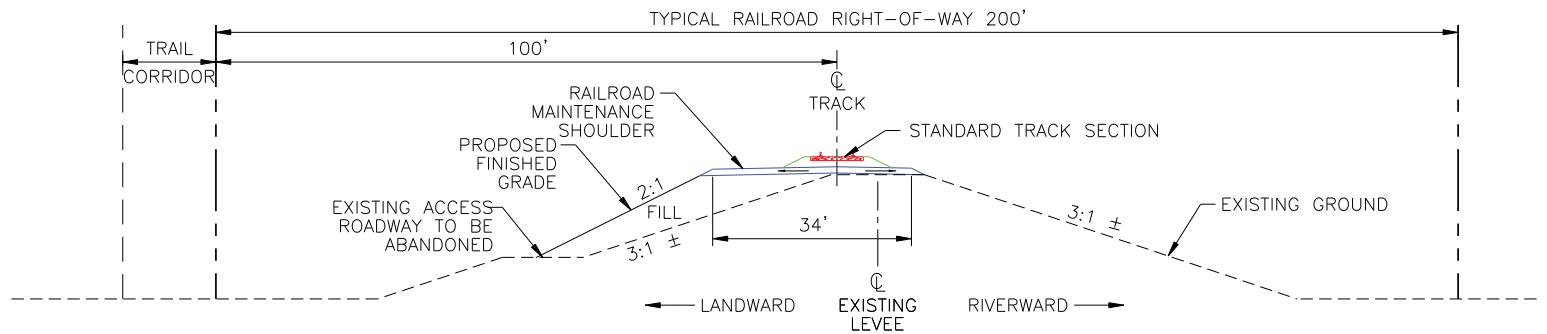 TYPICAL RAILROAD RIGHT-OF-WAY 200'
TRAIL
CORRIDOR
100'
℄
TRACK
RAILROAD
MAINTENANCE
SHOULDER
STANDARD TRACK SECTION
PROPOSED
FINISHED
GRADE
2:1
FILL
EXISTING ACCESS
ROADWAY TO BE
ABANDONED
3:1 ±
34'
3:1 ±
EXISTING GROUND
℄
LANDWARD
EXISTING
LEVEE
RIVERWARD